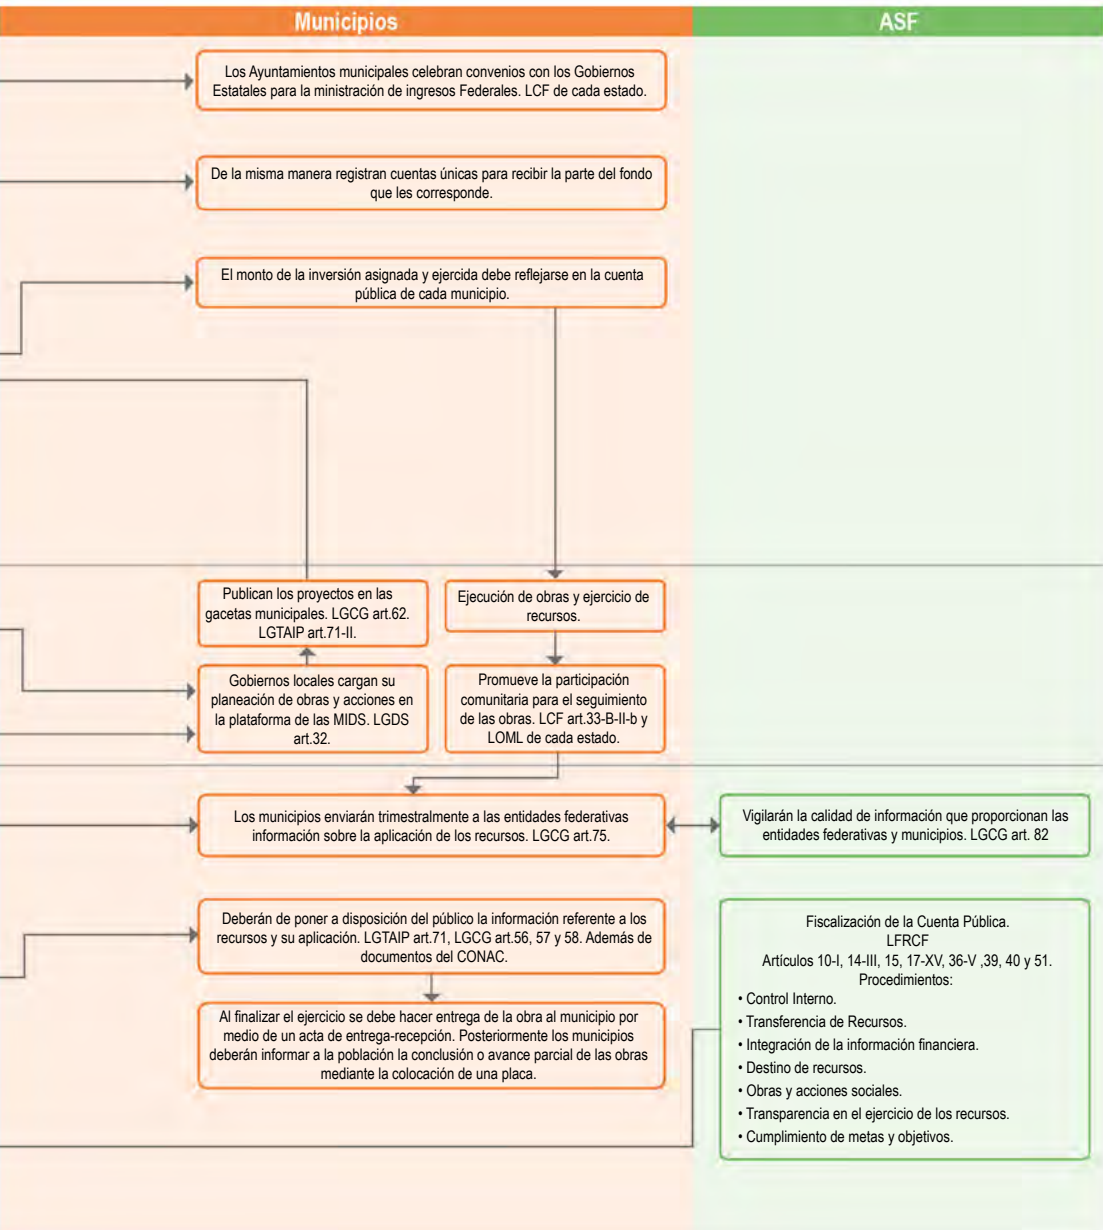 Municipios
ASF
Los Ayuntamientos municipales celebran convenios con los Gobiernos
Estatales para la ministración de ingresos Federales. LCF de cada estado.
De la misma manera registran cuentas únicas para recibir la parte del fondo
que les corresponde.
El monto de la inversión asignada y ejercida debe reflejarse en la cuenta
pública de cada municipio.
Publican los proyectos en las
gacetas municipales. LGCG art.62.
LGTAIP art.71-II.
Ejecución de obras y ejercicio de
recursos.
Gobiernos locales cargan su
planeación de obras y acciones en
la plataforma de las MIDS. LGDS
art.32.
Promueve la participación
comunitaria para el seguimiento
de las obras. LCF art.33-B-II-b y
LOML de cada estado.
Los municipios enviarán trimestralmente a las entidades federativas
información sobre la aplicación de los recursos. LGCG art.75.
Vigilarán la calidad de información que proporcionan las
entidades federativas y municipios. LGCG art. 82
Deberán de poner a disposición del público la información referente a los
recursos y su aplicación. LGTAIP art.71, LGCG art.56, 57 y 58. Además de
documentos del CONAC.
Al finalizar el ejercicio se debe hacer entrega de la obra al municipio por
medio de un acta de entrega-recepción. Posteriormente los municipios
deberán informar a la población la conclusión o avance parcial de las obras
mediante la colocación de una placa.
Fiscalización de la Cuenta Pública.
LFRCF
Artículos 10-I, 14-III, 15, 17-XV, 36-V ,39, 40 y 51.
Procedimientos:
• Control Interno.
• Transferencia de Recursos.
• Integración de la información financiera.
• Destino de recursos.
• Obras y acciones sociales.
• Transparencia en el ejercicio de los recursos.
• Cumplimiento de metas y objetivos.